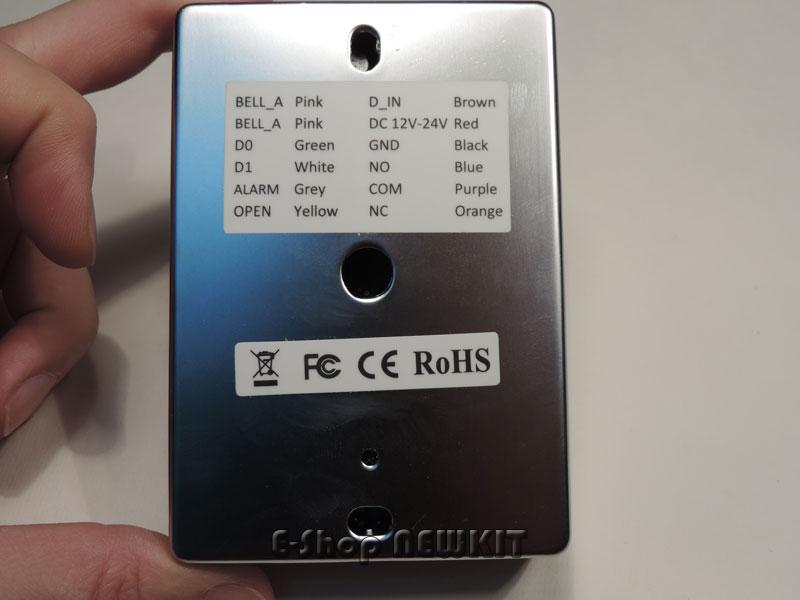 BELL_A Pink D_IN Brown
BELL_A Pink DC 12V-24V Red
D0 Green GND Black
D1 White NO Blue
ALARM Grey COM Purple
OPEN Yellow NC Orange
FC CE RoHS
E-Shop NEWKIT